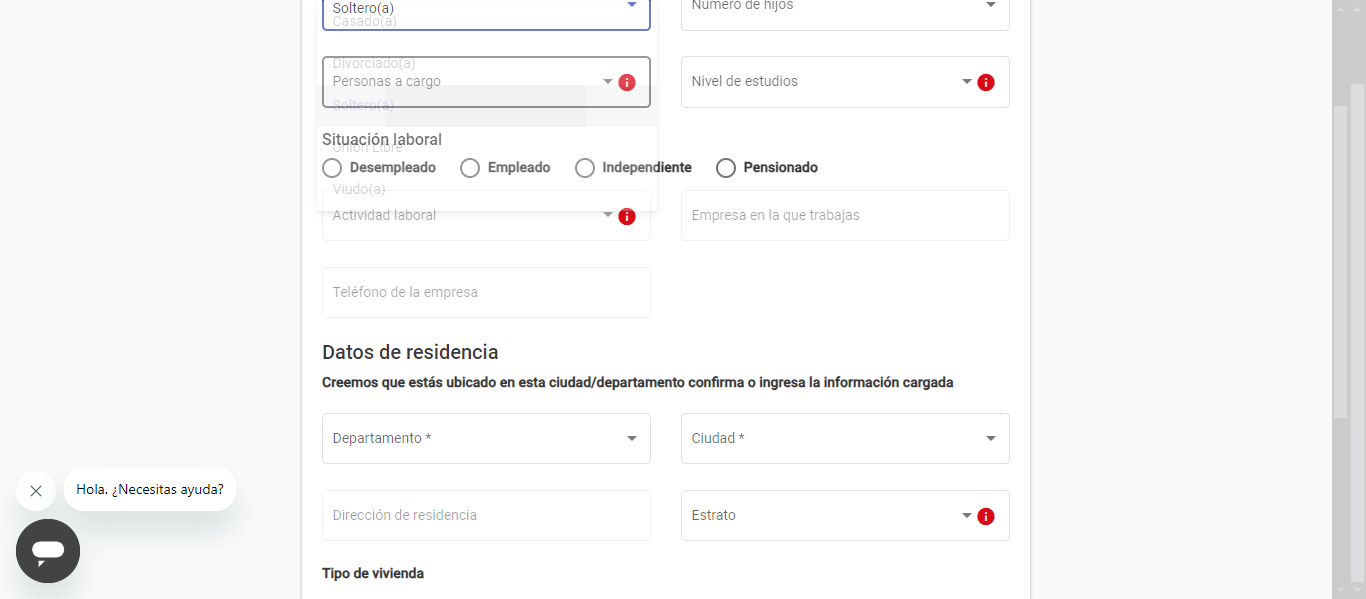 Soltero(a)
Número de hijos
Casado(a)
Divorciado(a)
Personas a cargo
Nivel de estudios
Soltero(a)
Situación laboral
Unión Libre
Desempleado Empleado Independiente Pensionado
Viudo(a)
Actividad laboral
Empresa en la que trabajas
Teléfono de la empresa
Datos de residencia
Creemos que estás ubicado en esta ciudad/departamento confirma o ingresa la información cargada
Departamento *
Ciudad *
Hola. ¿Necesitas ayuda?
Dirección de residencia
Estrato
Tipo de vivienda